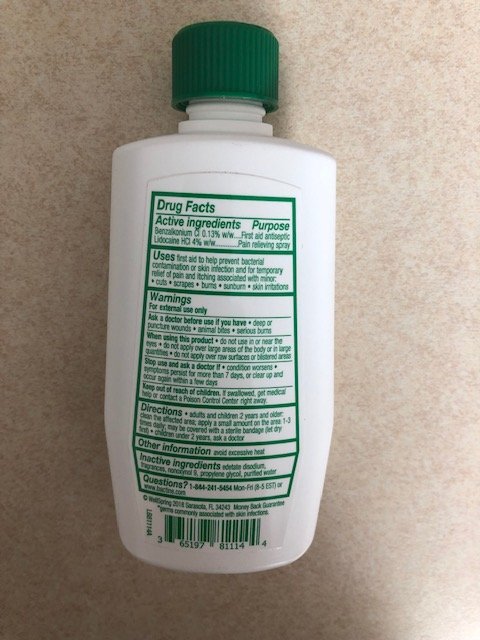 Drug Facts
Active ingredients Purpose
Benzalkonium Cl 0.13% w/w....First aid antiseptic
Lidocaine HCl 4% w/w...........Pain relieving spray
Uses first aid to help prevent bacterial
contamination or skin infection and for temporary
relief of pain and itching associated with minor:
• cuts • scrapes • burns • sunburn • skin irritations
Warnings
For external use only
Ask a doctor before use if you have • deep or
puncture wounds • animal bites • serious burns
When using this product • do not use in or near the
eyes • do not apply over large areas of the body or in large
quantities • do not apply over raw surfaces or blistered areas
Stop use and ask a doctor if • condition worsens •
symptoms persist for more than 7 days, or clear up and
occur again within a few days
Keep out of reach of children. If swallowed, get medical
help or contact a Poison Control Center right away.
Directions • adults and children 2 years and older:
clean the affected area; apply a small amount on the area 1-3
times daily; may be covered with a sterile bandage (let dry
first) • children under 2 years, ask a doctor
Other information avoid excessive heat
Inactive ingredients edetate disodium,
fragrances, nonoxynol 9, propylene glycol, purified water
Questions? 1-844-241-5454 Mon-Fri (8-5 EST) or
www.bactine.com
© WellSpring 2018 Sarasota, FL 34243 Money Back Guarantee
*germs commonly associated with skin infections.
3 65197 81114 4